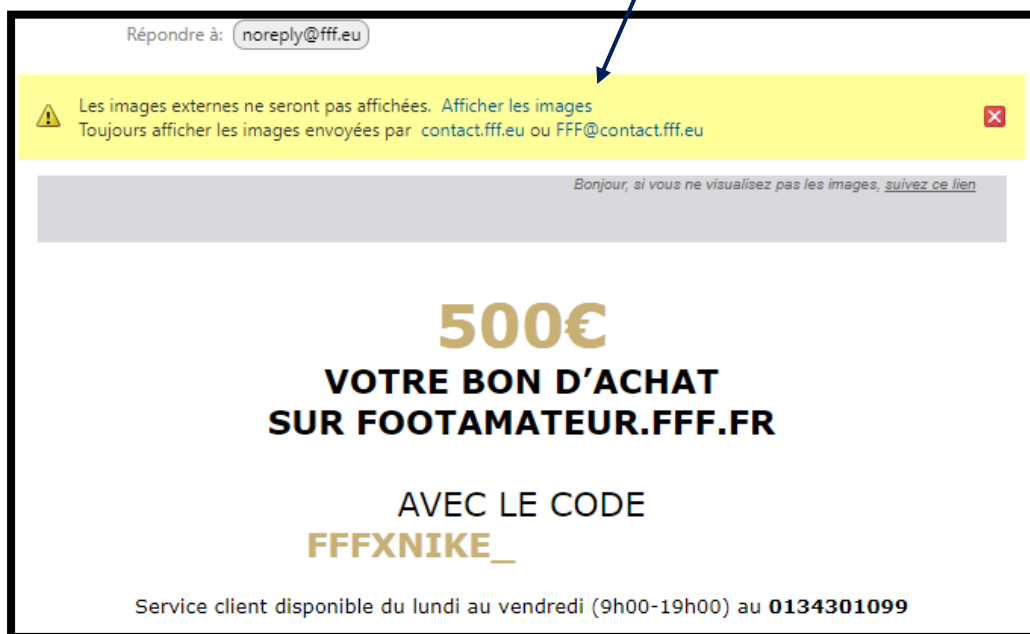 Répondre à: noreply@fff.eu
Les images externes ne seront pas affichées. Afficher les images
Toujours afficher les images envoyées par contact.fff.eu ou FFF@contact.fff.eu
Bonjour, si vous ne visualisez pas les images, suivez ce lien
500€
VOTRE BON D’ACHAT
SUR FOOTAMATEUR.FFF.FR
AVEC LE CODE
FFFXNIKE_
Service client disponible du lundi au vendredi (9h00-19h00) au 0134301099